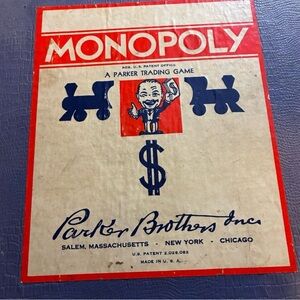 MONOPOLY
REG. U.S. PATENT OFFICE
A PARKER TRADING GAME
$
Parker Brothers Inc.
SALEM, MASSACHUSETTS • NEW YORK • CHICAGO
U.S. PATENT 2,026,082
MADE IN U. S. A.